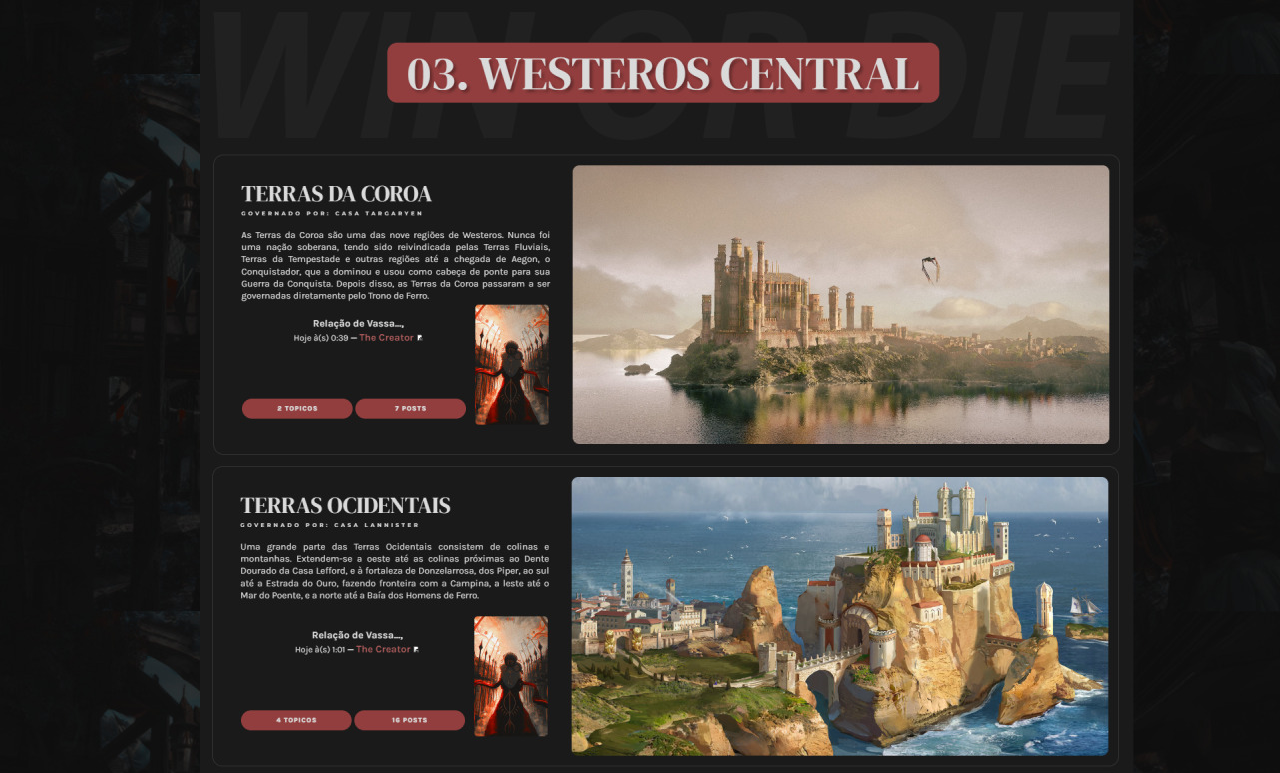 WIN OR DIE
03. WESTEROS CENTRAL
TERRAS DA COROA
GOVERNADO POR: CASA TARGARYEN
As Terras da Coroa são uma das nove regiões de Westeros. Nunca foi
uma nação soberana, tendo sido reivindicada pelas Terras Fluviais,
Terras da Tempestade e outras regiões até a chegada de Aegon, o
Conquistador, que a dominou e usou como cabeça de ponte para sua
Guerra da Conquista. Depois disso, as Terras da Coroa passaram a ser
governadas diretamente pelo Trono de Ferro.
Relação de Vassa...,
Hoje à(s) 0:39 — The Creator
2 TOPICOS
7 POSTS
TERRAS OCIDENTAIS
GOVERNADO POR: CASA LANNISTER
Uma grande parte das Terras Ocidentais consistem de colinas e
montanhas. Extendem-se a oeste até as colinas próximas ao Dente
Dourado da Casa Lefford, e à fortaleza de Donzelarrosa, dos Piper, ao sul
até a Estrada do Ouro, fazendo fronteira com a Campina, a leste até o
Mar do Poente, e a norte até a Baía dos Homens de Ferro.
Relação de Vassa...,
Hoje à(s) 1:01 — The Creator
4 TOPICOS
16 POSTS